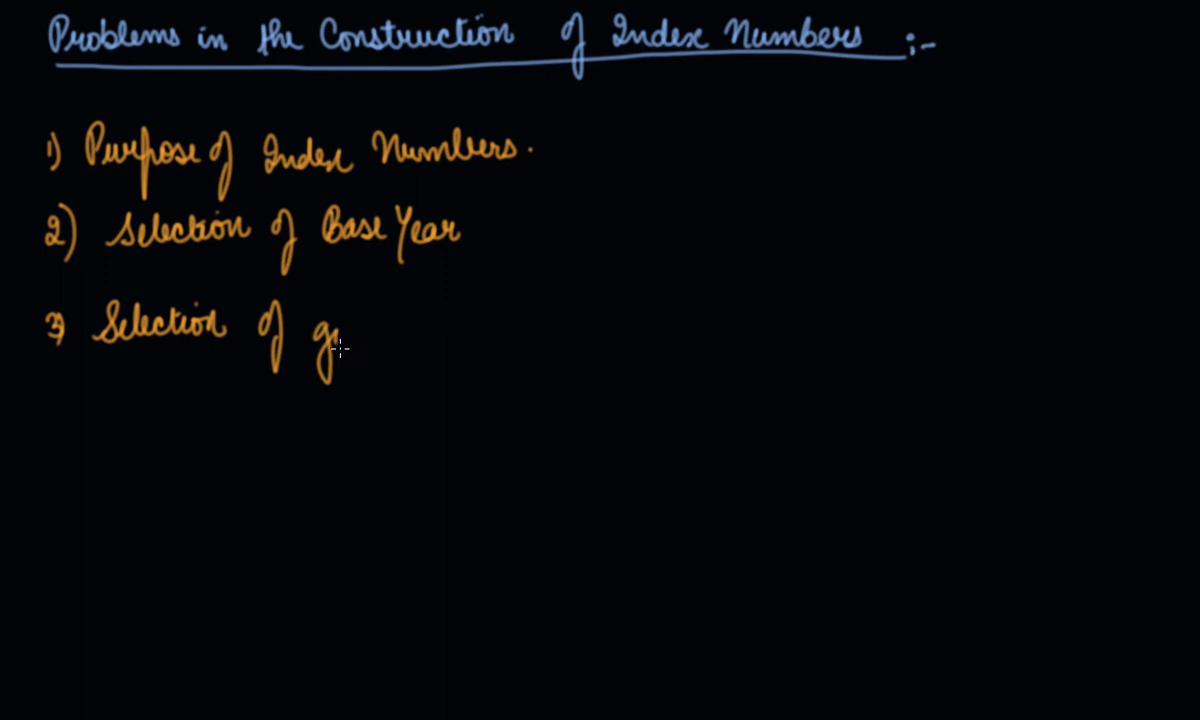 Problems in the Construction of Index Numbers :-
1) Purpose of Index Numbers.
2) Selection of Base Year
3) Selection of g